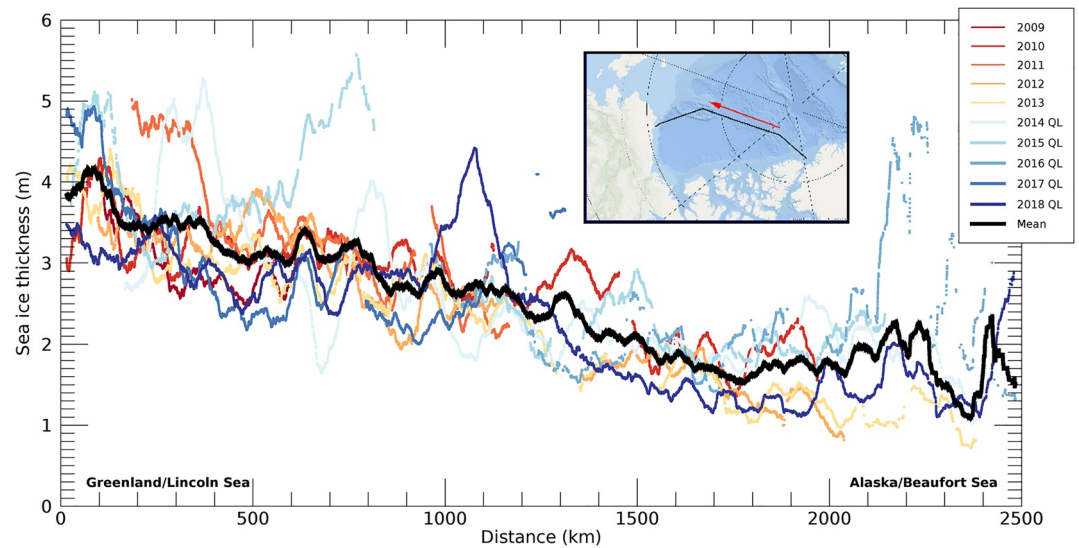 6
5
4
3
2
1
0
Sea ice thickness (m)
0
500
1000
1500
2000
2500
Distance (km)
Greenland/Lincoln Sea
Alaska/Beaufort Sea
2009
2010
2011
2012
2013
2014 QL
2015 QL
2016 QL
2017 QL
2018 QL
Mean